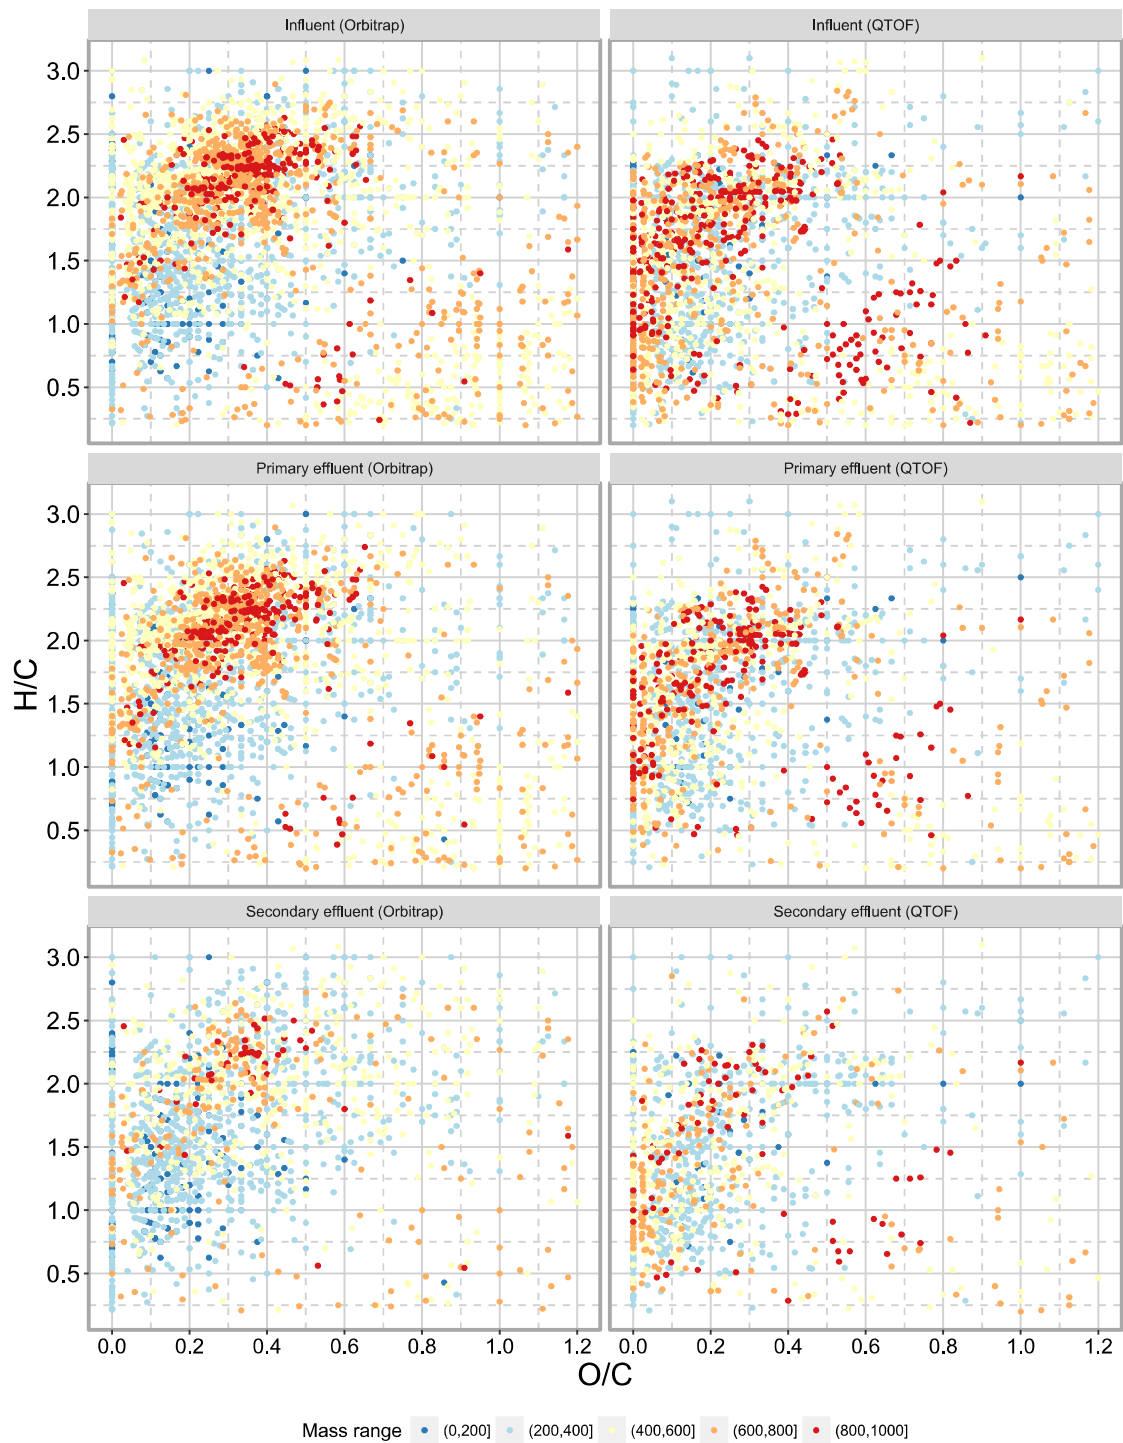 Influent (Orbitrap)
Influent (QTOF)
3.0
2.5
2.0
1.5
1.0
0.5
Primary effluent (Orbitrap)
Primary effluent (QTOF)
3.0
2.5
2.0
1.5
1.0
0.5
H/C
Secondary effluent (Orbitrap)
Secondary effluent (QTOF)
3.0
2.5
2.0
1.5
1.0
0.5
0.0 0.2 0.4 0.6 0.8 1.0 1.2
0.0 0.2 0.4 0.6 0.8 1.0 1.2
O/C
Mass range (0,200] (200,400] (400,600] (600,800] (800,1000]